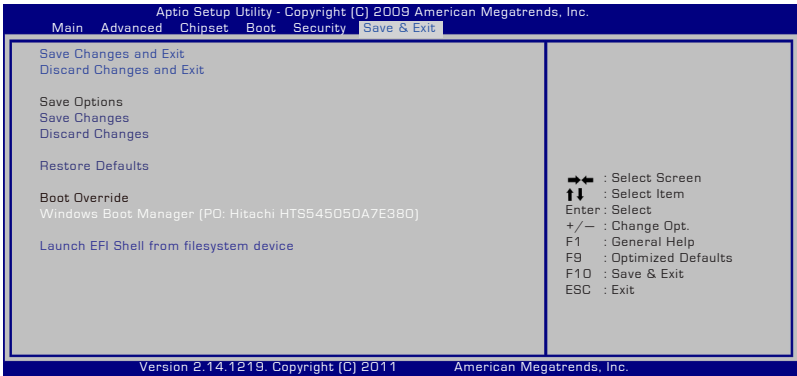 Aptio Setup Utility - Copyright (C) 2009 American Megatrends, Inc.
Main Advanced Chipset Boot Security Save & Exit
Save Changes and Exit
Discard Changes and Exit
Save Options
Save Changes
Discard Changes
Restore Defaults
Boot Override
Windows Boot Manager (PO: Hitachi HTS545050A7E380)
Launch EFI Shell from filesystem device
→← : Select Screen
↑↓ : Select Item
Enter : Select
+/− : Change Opt.
F1 : General Help
F9 : Optimized Defaults
F10 : Save & Exit
ESC : Exit
Version 2.14.1219. Copyright (C) 2011 American Megatrends, Inc.